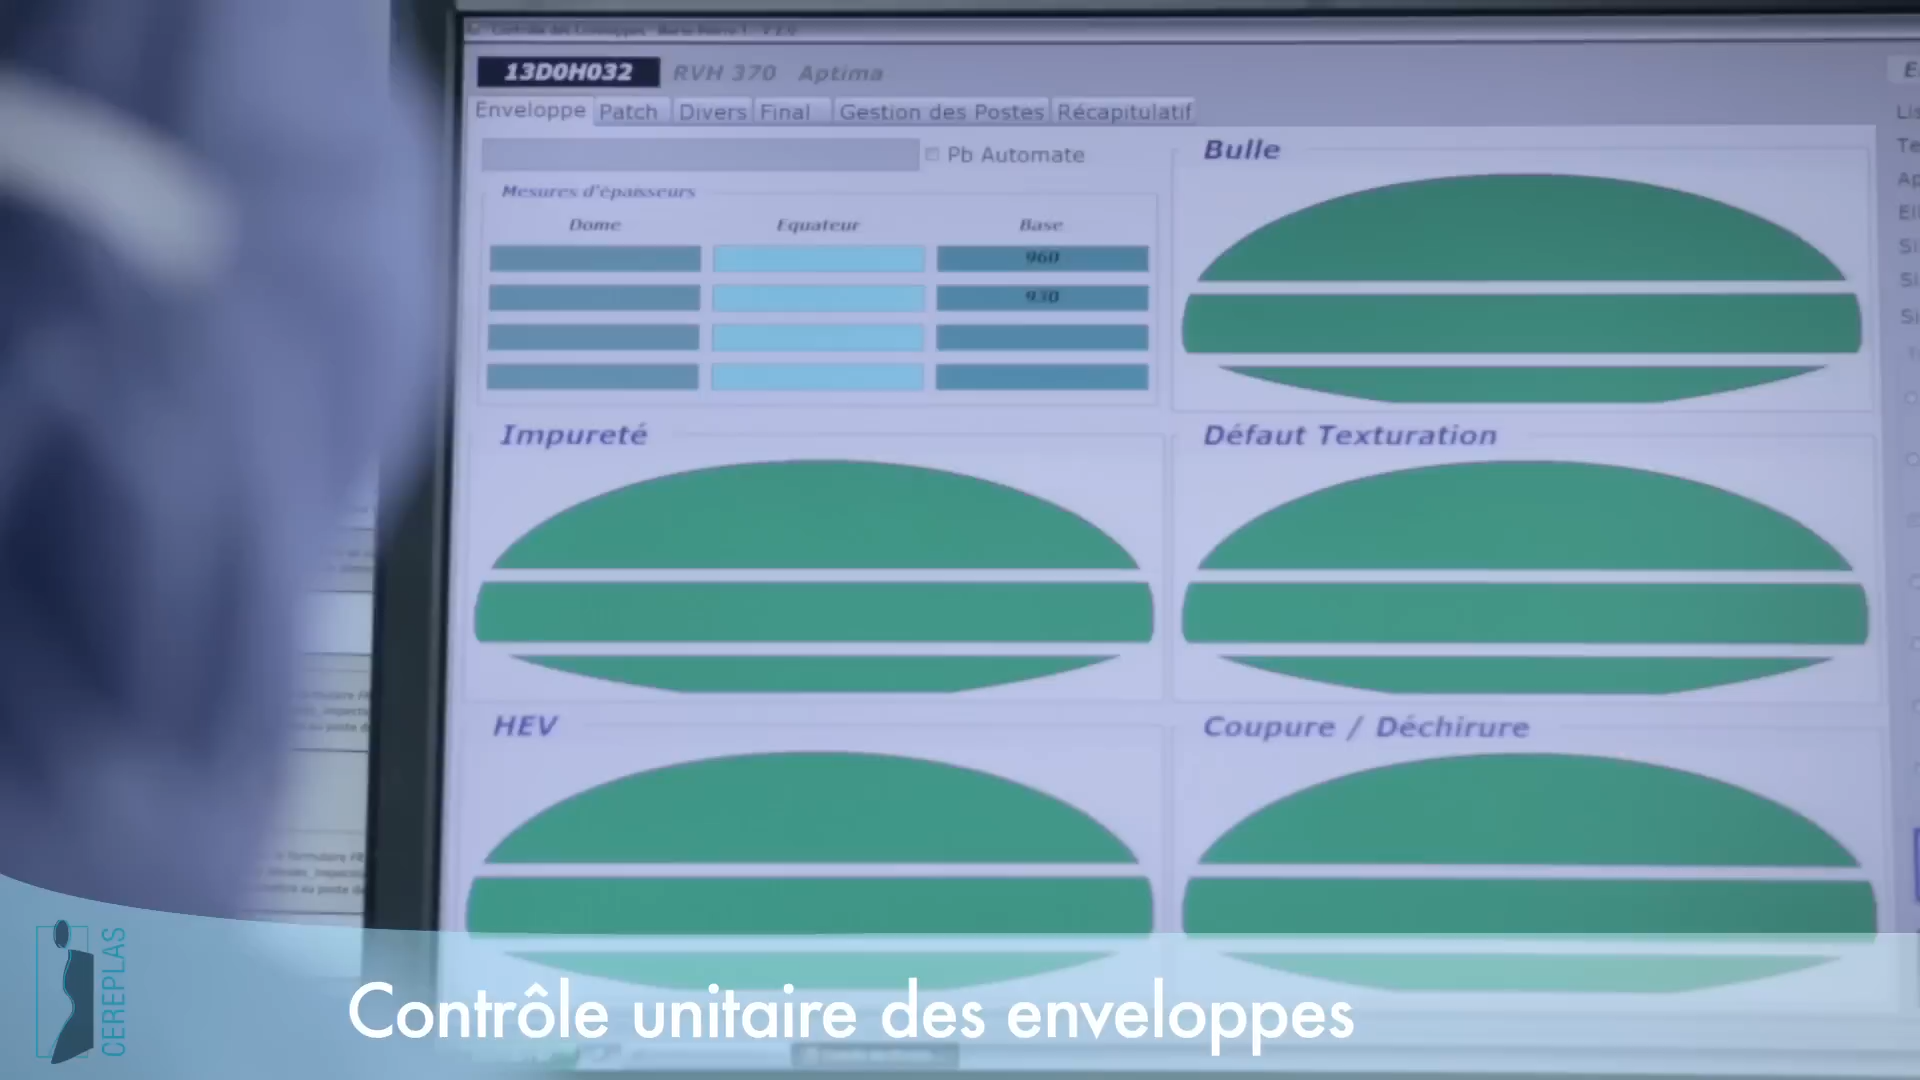 13D0H032 RVH 370 Aptima
Enveloppe Patch Divers Final Gestion des Postes Récapitulatif
Pb Automate
Mesures d'épaisseurs
Dome Equateur Base
960
930
Bulle
Impureté
Défaut Texturation
HEV
Coupure / Déchirure
CEREPLAS
Contrôle unitaire des enveloppes